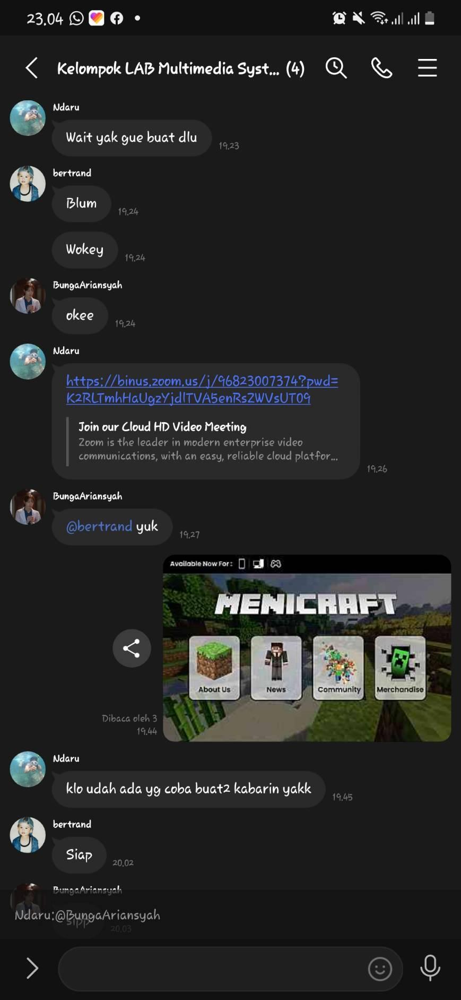 23.04
Kelompok LAB Multimedia Syst... (4)
Ndaru
Wait yak gue buat dlu
19.23
bertrand
Blum
19.24
Wokey
19.24
BungaAriansyah
okee
19.24
Ndaru
https://binus.zoom.us/j/96823007374?pwd=
K2RLTmhHaUgzYjdlTVA5enRsZWVsUT09
Join our Cloud HD Video Meeting
Zoom is the leader in modern enterprise video
communications, with an easy, reliable cloud platfor...
19.26
BungaAriansyah
@bertrand yuk
19.27
Available Now For :
MENICRAFT
About Us
News
Community
Merchandise
Dibaca oleh 3
19.44
Ndaru
klo udah ada yg coba buat2 kabarin yakk
19.45
bertrand
Siap
20.02
BungaAriansyah
Ndaru:@BungaAriansyah
sipp
20.03